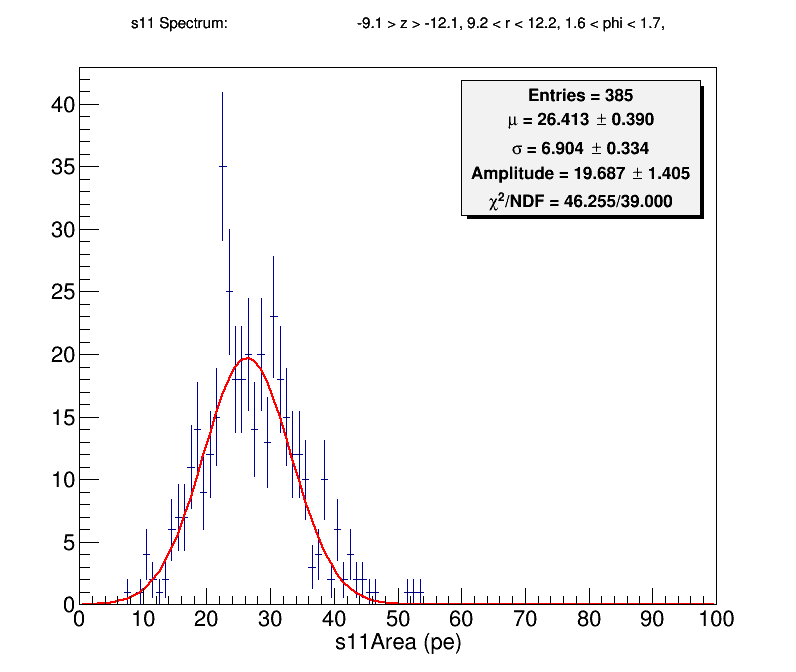 s11 Spectrum: -9.1 > z > -12.1, 9.2 < r < 12.2, 1.6 < phi < 1.7,
Entries = 385
μ = 26.413 ± 0.390
σ = 6.904 ± 0.334
Amplitude = 19.687 ± 1.405
χ²/NDF = 46.255/39.000
40
35
30
25
20
15
10
5
0
0 10 20 30 40 50 60 70 80 90 100
s11Area (pe)